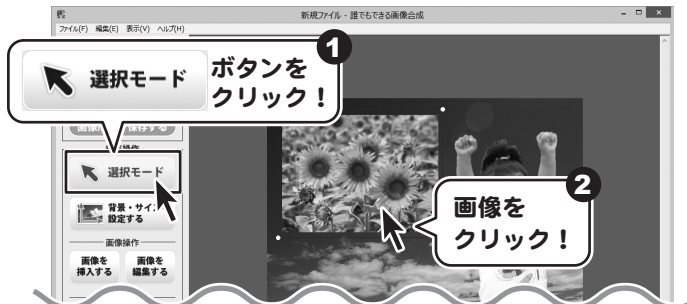 新規ファイル - 誰でもできる画像合成
ファイル(F) 編集(E) 表示(V) ヘルプ(H)
1
選択モード
ボタンを
クリック！
保存する
選択モード
背景・サイズ
設定する
2
画像を
クリック！
画像操作
画像を
挿入する
画像を
編集する